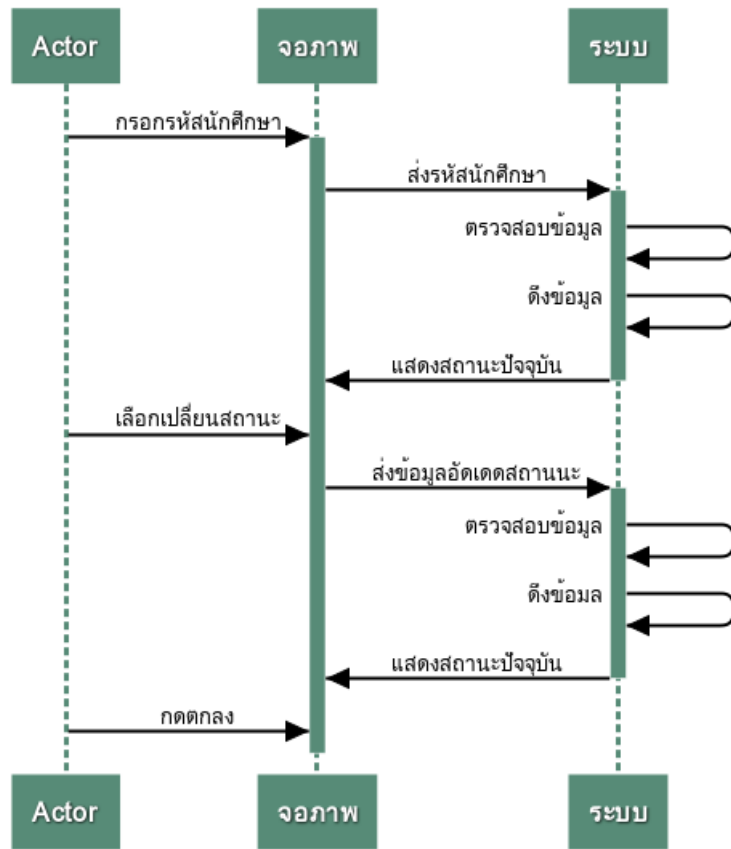 Actor
จอภาพ
ระบบ
กรอกรหัสนักศึกษา
ส่งรหัสนักศึกษา
ตรวจสอบข้อมูล
ดึงข้อมูล
แสดงสถานะปัจจุบัน
เลือกเปลี่ยนสถานะ
ส่งข้อมูลอัดเดดสถานนะ
ตรวจสอบข้อมูล
ดึงข้อมล
แสดงสถานะปัจจุบัน
กดตกลง
Actor
จอภาพ
ระบบ